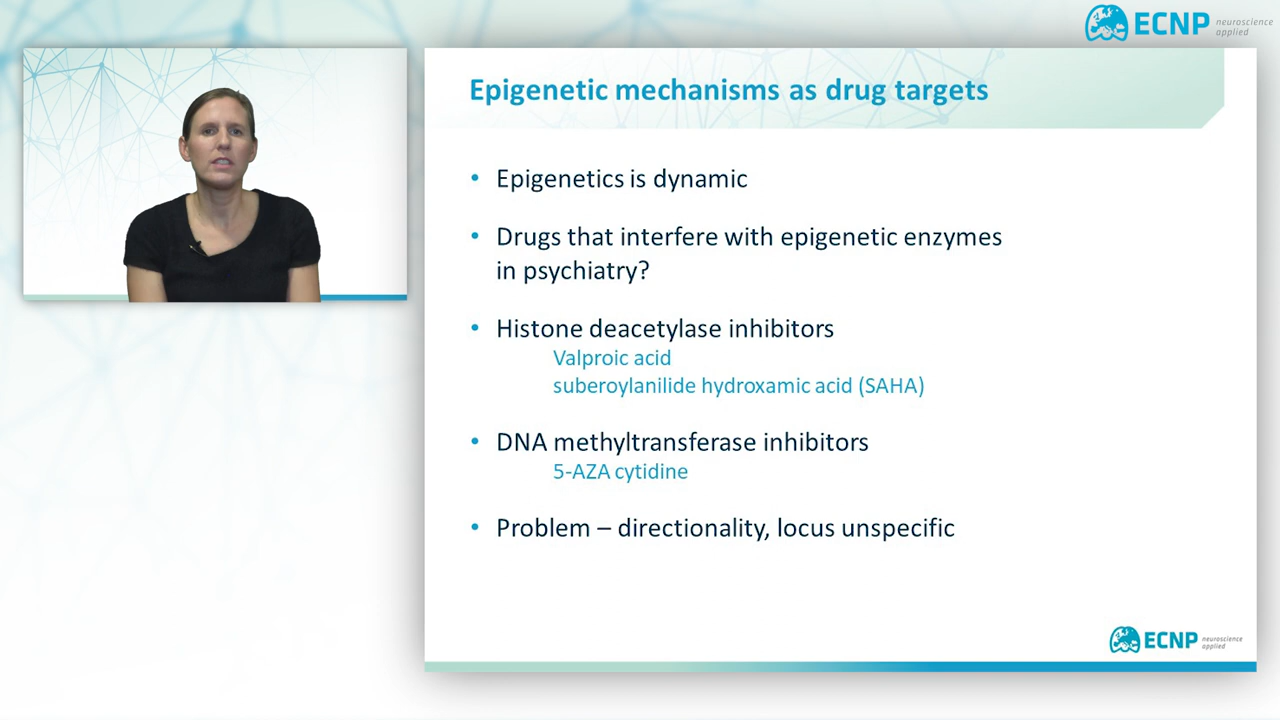 ECNP neuroscience
applied
Epigenetic mechanisms as drug targets
• Epigenetics is dynamic
• Drugs that interfere with epigenetic enzymes
in psychiatry?
• Histone deacetylase inhibitors
Valproic acid
suberoylanilide hydroxamic acid (SAHA)
• DNA methyltransferase inhibitors
5-AZA cytidine
• Problem – directionality, locus unspecific
ECNP neuroscience
applied